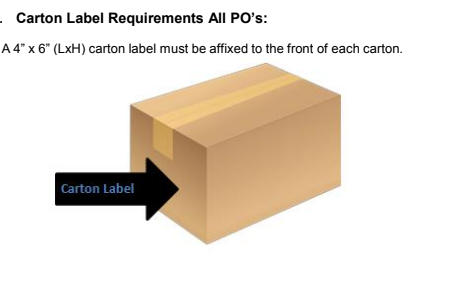 . Carton Label Requirements All PO's:
A 4” x 6” (LxH) carton label must be affixed to the front of each carton.
Carton Label